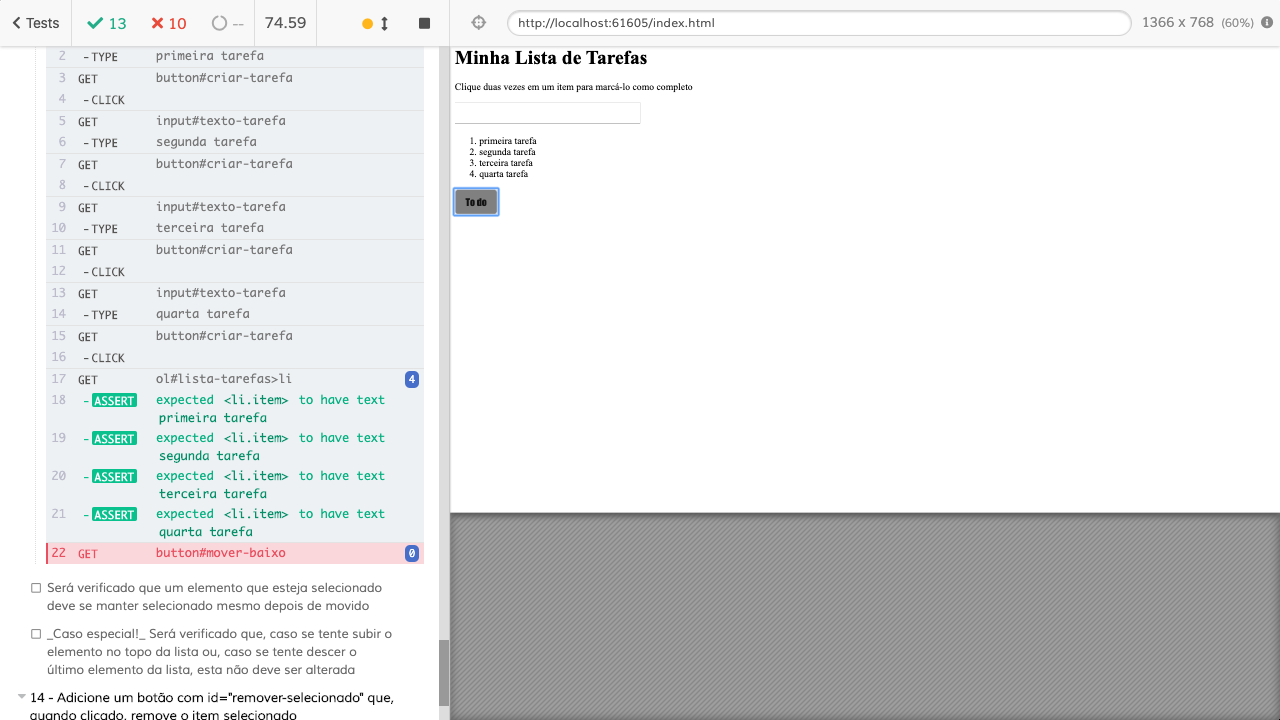 Tests 13 10 -- 74.59
http://localhost:61605/index.html 1366 x 768 (60%)
2 -TYPE primeira tarefa
3 GET button#criar-tarefa
4 -CLICK
5 GET input#texto-tarefa
6 -TYPE segunda tarefa
7 GET button#criar-tarefa
8 -CLICK
9 GET input#texto-tarefa
10 -TYPE terceira tarefa
11 GET button#criar-tarefa
12 -CLICK
13 GET input#texto-tarefa
14 -TYPE quarta tarefa
15 GET button#criar-tarefa
16 -CLICK
17 GET ol#lista-tarefas>li 4
18 -ASSERT expected <li.item> to have text
primeira tarefa
19 -ASSERT expected <li.item> to have text
segunda tarefa
20 -ASSERT expected <li.item> to have text
terceira tarefa
21 -ASSERT expected <li.item> to have text
quarta tarefa
22 GET button#mover-baixo 0
Será verificado que um elemento que esteja selecionado
deve se manter selecionado mesmo depois de movido
_Caso especial!_ Será verificado que, caso se tente subir o
elemento no topo da lista ou, caso se tente descer o
último elemento da lista, esta não deve ser alterada
14 - Adicione um botão com id="remover-selecionado" que,
quando clicado, remove o item selecionado
Minha Lista de Tarefas
Clique duas vezes em um item para marcá-lo como completo
1. primeira tarefa
2. segunda tarefa
3. terceira tarefa
4. quarta tarefa
To do